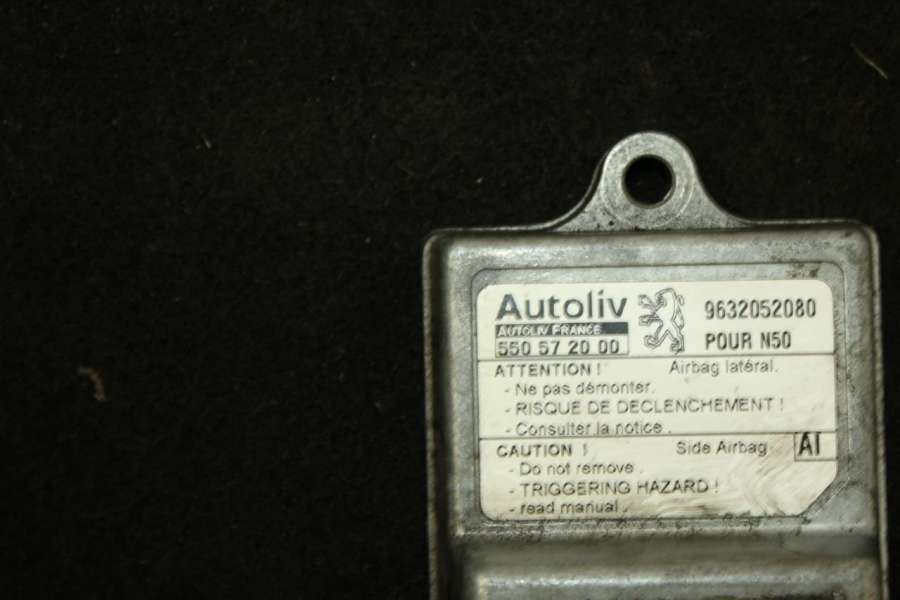 Autoliv
AUTOLIV FRANCE
550 57 20 00
9632052080
POUR N50
ATTENTION ! Airbag latéral.
- Ne pas démonter.
- RISQUE DE DECLENCHEMENT !
- Consulter la notice.
CAUTION ! Side Airbag AI
- Do not remove.
- TRIGGERING HAZARD !
- read manual.